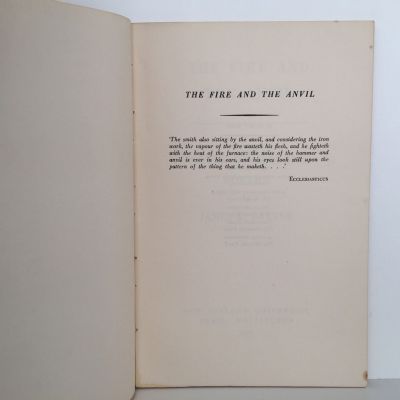 THE FIRE AND THE ANVIL
'The smith also sitting by the anvil, and considering the iron
work, the vapour of the fire wasteth his flesh, and he fighteth
with the heat of the furnace: the noise of the hammer and
anvil is ever in his ears, and his eyes look still upon the
pattern of the thing that he maketh. . . .'
ECCLESIASTICUS